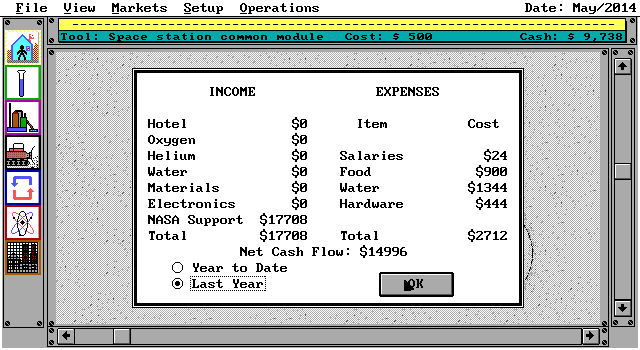 File View Markets Setup Operations Date: May/2014
Tool: Space station common module Cost: $ 500 Cash: $ 9,738
INCOME EXPENSES
Hotel $0 Item Cost
Oxygen $0
Helium $0 Salaries $24
Water $0 Food $900
Materials $0 Water $1344
Electronics $0 Hardware $444
NASA Support $17708
Total $17708 Total $2712
Net Cash Flow: $14996
Year to Date
Last Year OK